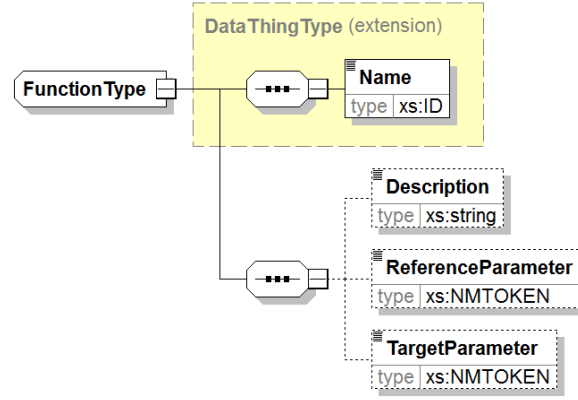 DataThingType (extension)
FunctionType
Name
type xs:ID
Description
type xs:string
ReferenceParameter
type xs:NMTOKEN
TargetParameter
type xs:NMTOKEN